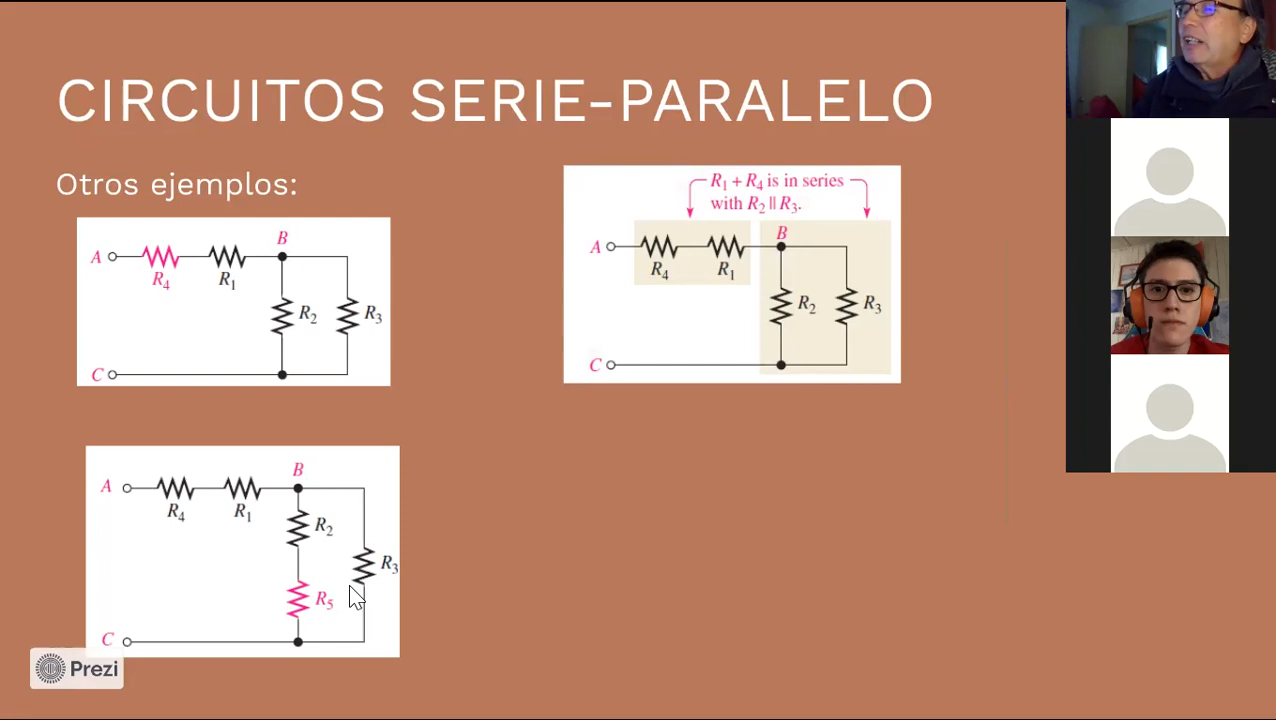 CIRCUITOS SERIE-PARALELO
Otros ejemplos:
A
R4
R1
B
R2
R3
C
R1 + R4 is in series
with R2 || R3.
A
R4
R1
B
R2
R3
C
A
R4
R1
B
R2
R3
R5
C
Prezi